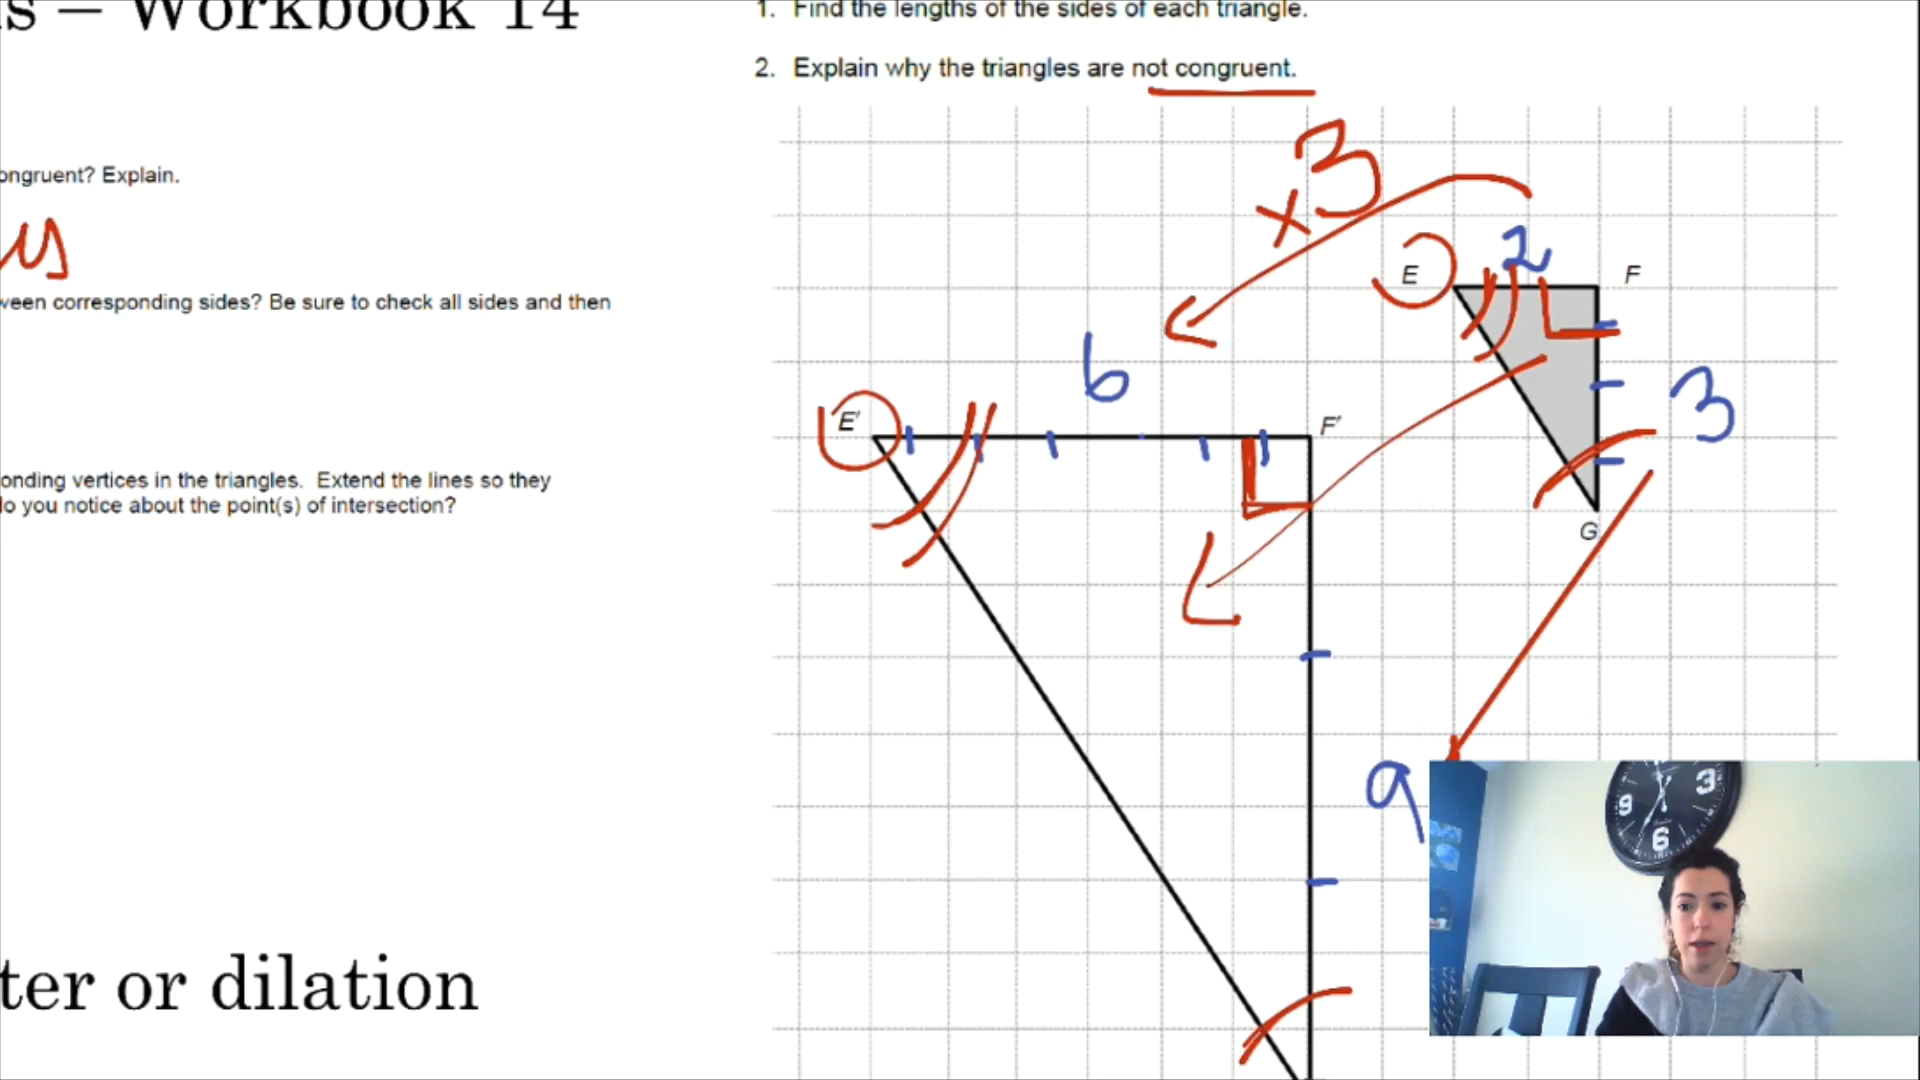 s – Workbook 14
ongruent? Explain.
us
ween corresponding sides? Be sure to check all sides and then
onding vertices in the triangles. Extend the lines so they
lo you notice about the point(s) of intersection?
ter or dilation
1. Find the lengths of the sides of each triangle.
2. Explain why the triangles are not congruent.
×3
E
2
F
3
G
E'
6
F'
9
3
9
6